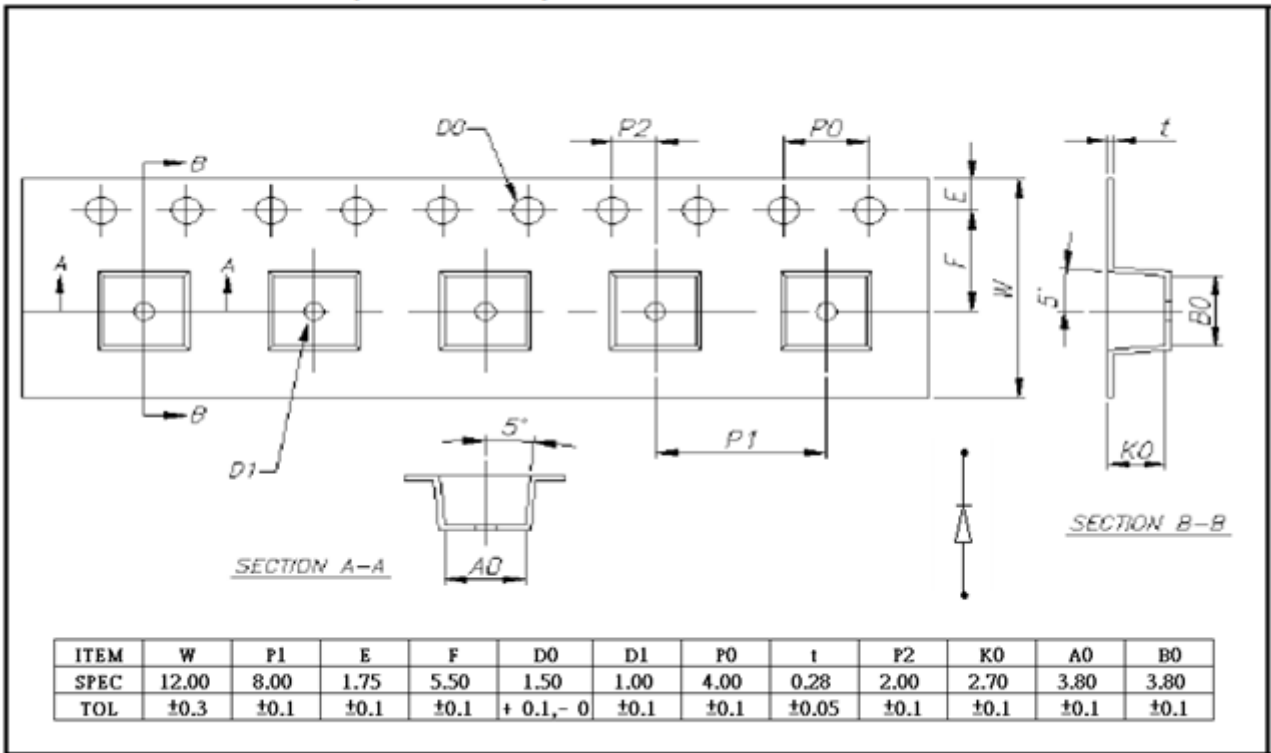 D0
P2
P0
t
B
E
A
A
F
W
5°
B0
B
D1
5°
P1
K0
SECTION A-A
A0
SECTION B-B
ITEM W P1 E F D0 D1 P0 t P2 K0 A0 B0
SPEC 12.00 8.00 1.75 5.50 1.50 1.00 4.00 0.28 2.00 2.70 3.80 3.80
TOL ±0.3 ±0.1 ±0.1 ±0.1 + 0.1,- 0 ±0.1 ±0.1 ±0.05 ±0.1 ±0.1 ±0.1 ±0.1